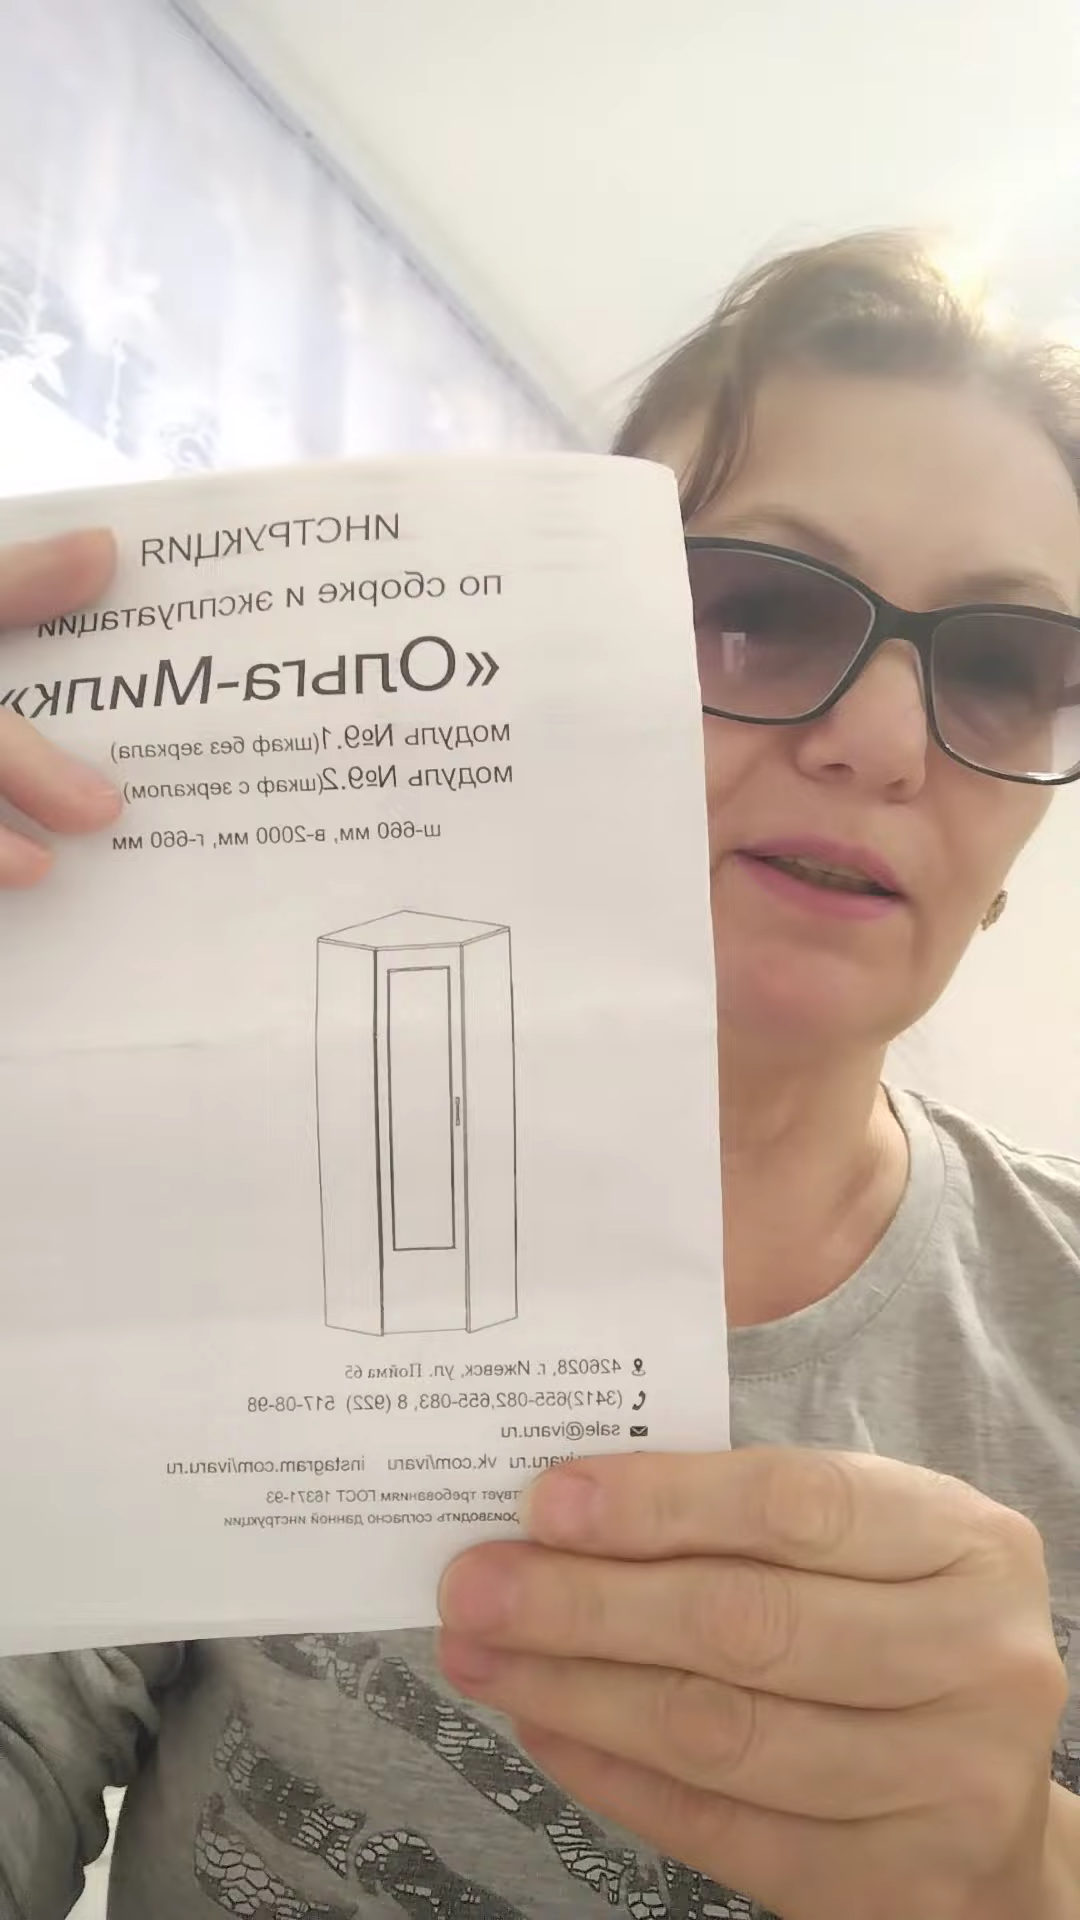 ИНСТРУКЦИЯ
по сборке и эксплуатации
«Ольга-Милк»
модуль №9.1(шкаф без зеркала)
модуль №9.2(шкаф с зеркалом)
ш-660 мм, в-2000 мм, г-660 мм
426028, г. Ижевск, ул. Пойма 65
(3412)655-082,655-083, 8 (922) 517-08-98
sale@ivaru.ru
vk.com/ivaru instagram.com/ivaru.ru
требованиям ГОСТ 16371-93
согласно данной инструкции